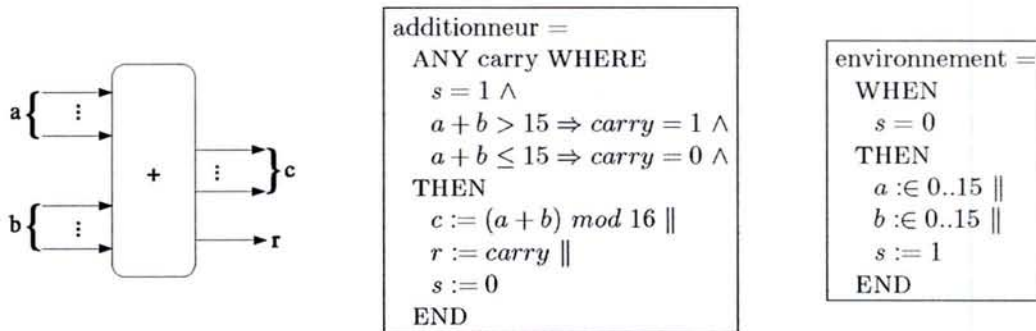 a{
⋮
b{
⋮
+
⋮
}c
r
additionneur =
ANY carry WHERE
s = 1 ∧
a + b > 15 ⇒ carry = 1 ∧
a + b ≤ 15 ⇒ carry = 0 ∧
THEN
c := (a + b) mod 16 ||
r := carry ||
s := 0
END
environnement =
WHEN
s = 0
THEN
a :∈ 0..15 ||
b :∈ 0..15 ||
s := 1
END